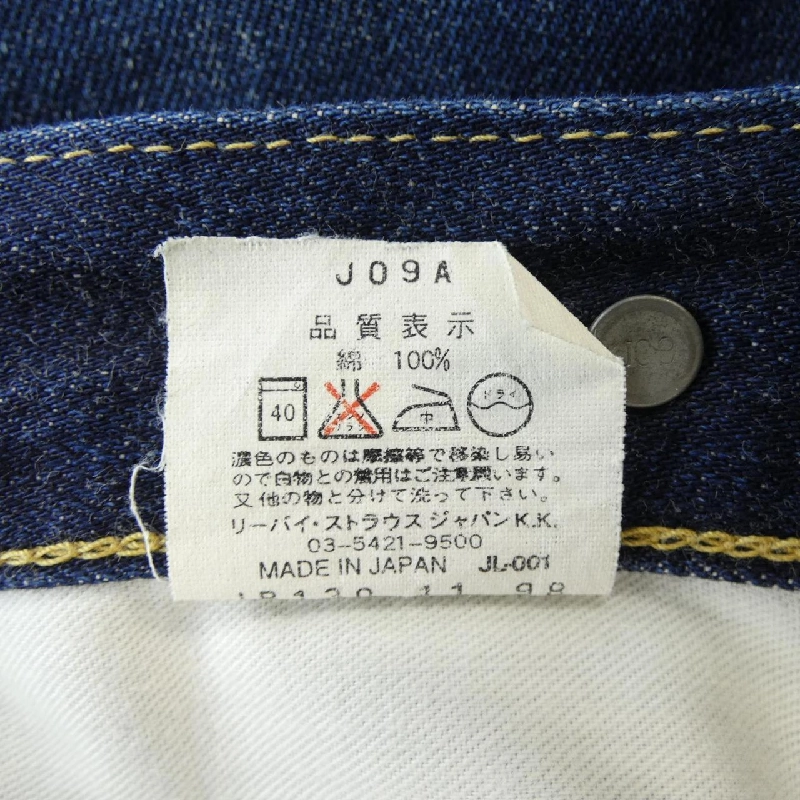 J09A
品質表示
綿 100%
40 中 ドライ
濃色のものは摩擦等で移染し易い
ので白物との着用はご注意願います。
又他の物と分けて洗って下さい。
リーバイ・ストラウス ジャパン K.K.
03-5421-9500
MADE IN JAPAN JL-001
11 98